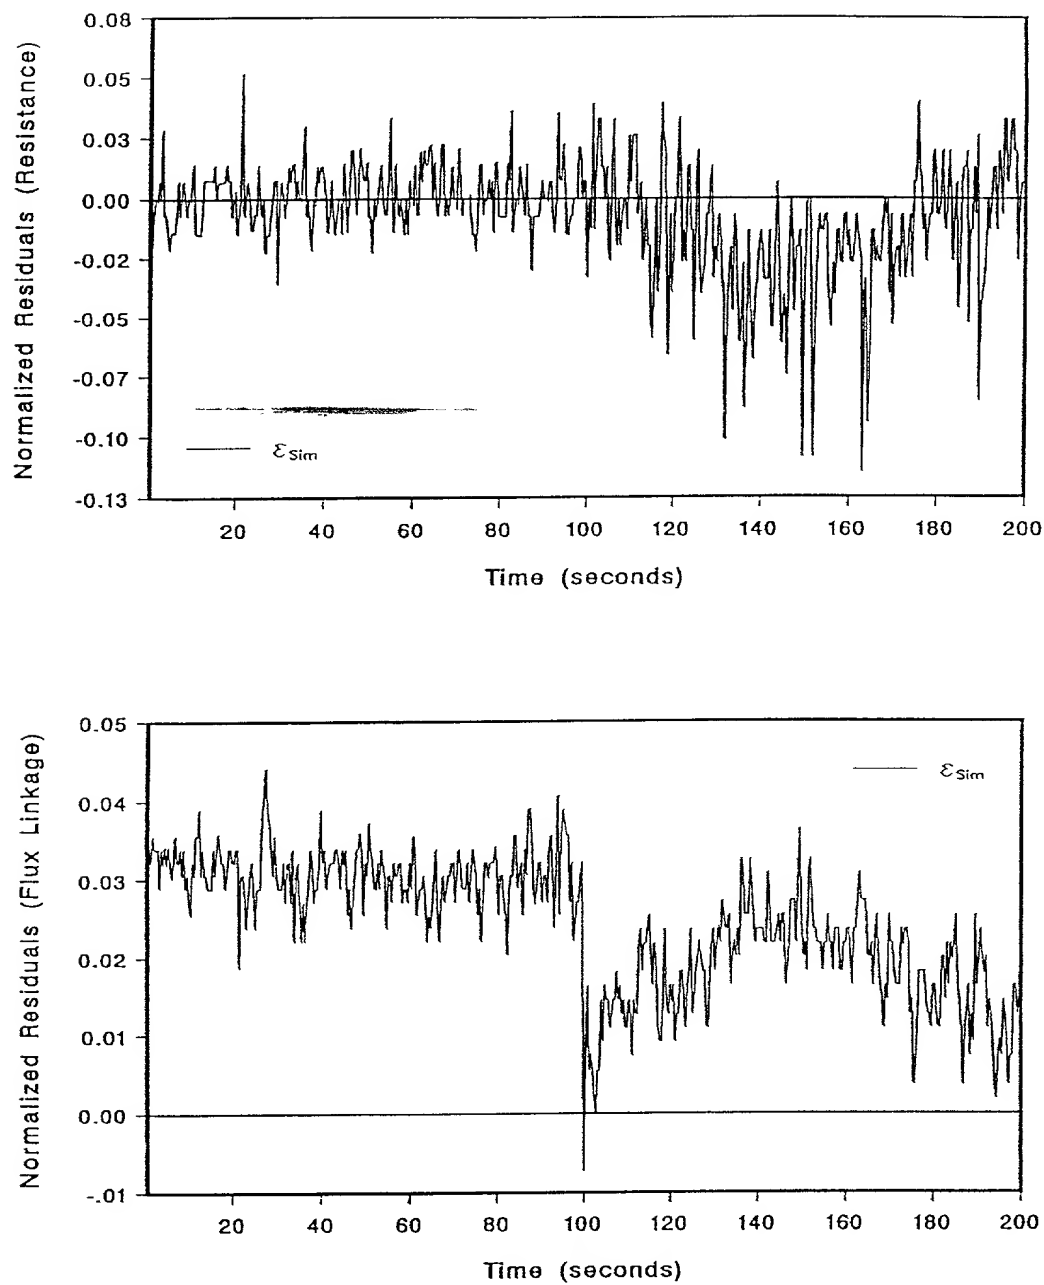 Normalized Residuals (Resistance)
0.08
0.05
0.03
0.00
-0.02
-0.05
-0.07
-0.10
-0.13
εSim
20 40 60 80 100 120 140 160 180 200
Time (seconds)
Normalized Residuals (Flux Linkage)
0.05
0.04
0.03
0.02
0.01
0.00
-.01
εSim
20 40 60 80 100 120 140 160 180 200
Time (seconds)